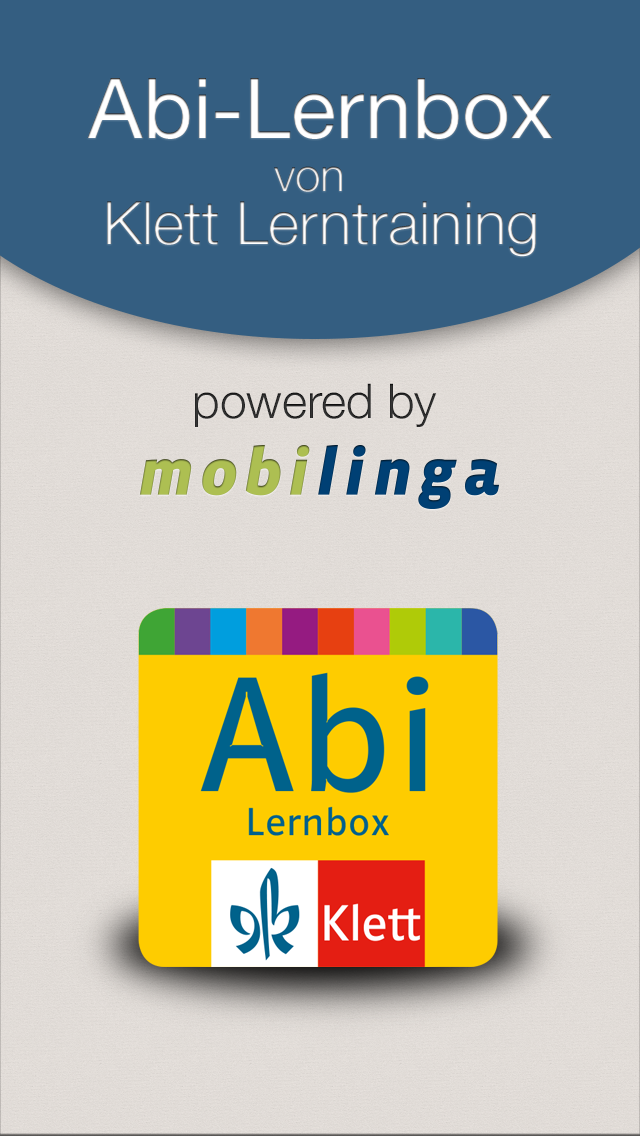 Abi-Lernbox
von
Klett Lerntraining
powered by
mobilinga
Abi
Lernbox
Klett